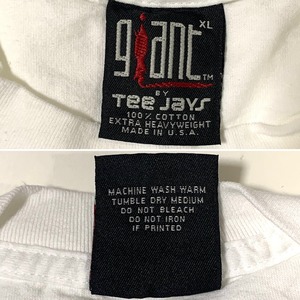 giant XL
™
BY
Tee Jays
100% COTTON
EXTRA HEAVYWEIGHT
MADE IN U.S.A.
MACHINE WASH WARM
TUMBLE DRY MEDIUM
DO NOT BLEACH
DO NOT IRON
IF PRINTED